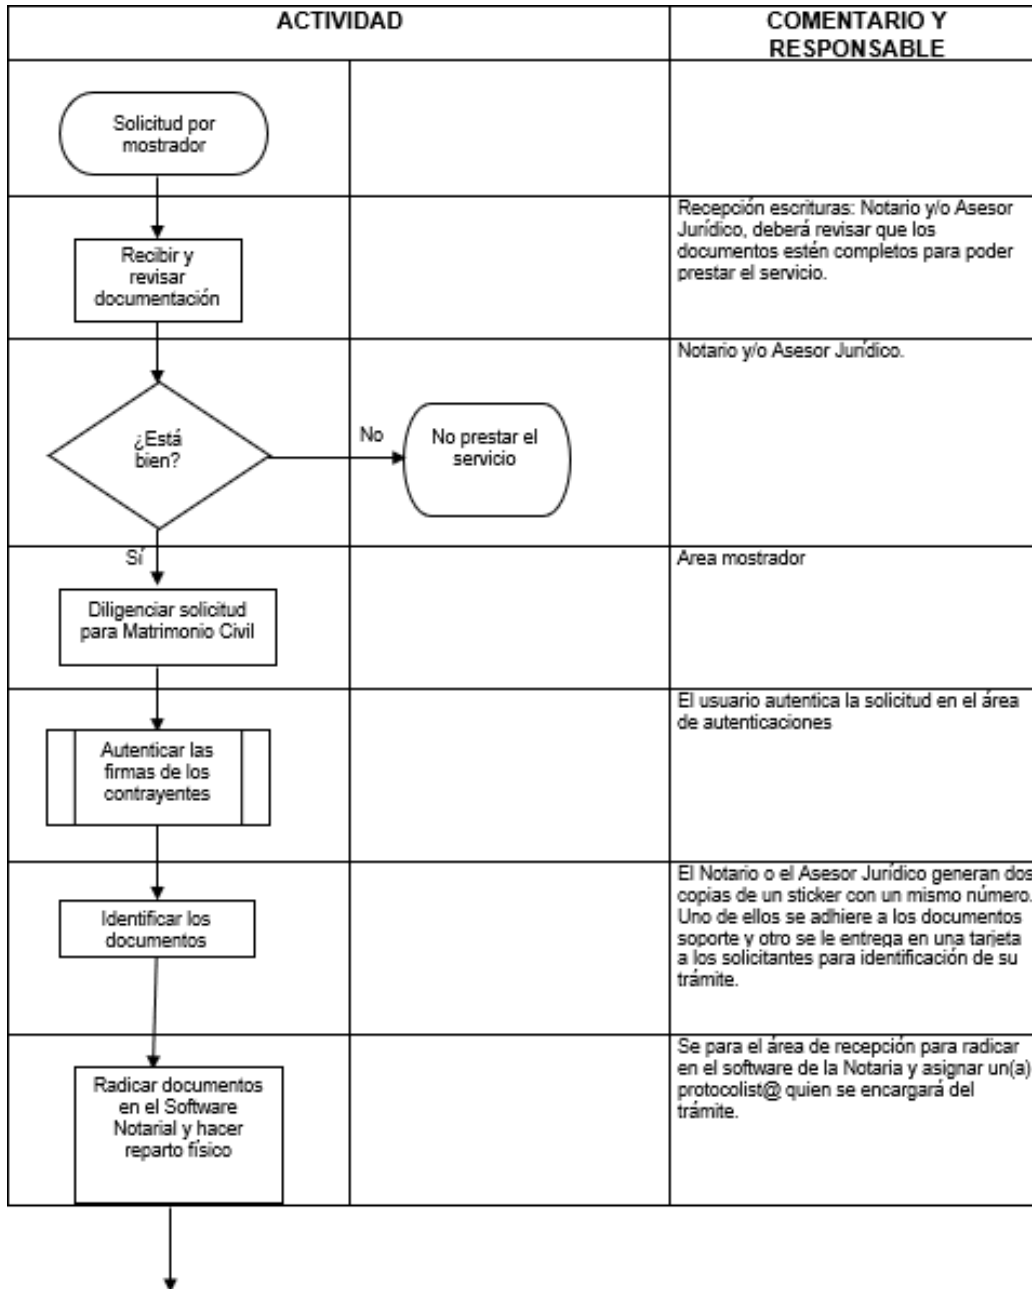 ACTIVIDAD
COMENTARIO Y
RESPONSABLE
Solicitud por
mostrador
Recibir y
revisar
documentación
Recepción escrituras: Notario y/o Asesor
Jurídico, deberá revisar que los
documentos estén completos para poder
prestar el servicio.
¿Está
bien?
No
No prestar el
servicio
Notario y/o Asesor Jurídico.
Sí
Diligenciar solicitud
para Matrimonio Civil
Area mostrador
Autenticar las
firmas de los
contrayentes
El usuario autentica la solicitud en el área
de autenticaciones
Identificar los
documentos
El Notario o el Asesor Jurídico generan dos
copias de un sticker con un mismo número.
Uno de ellos se adhiere a los documentos
soporte y otro se le entrega en una tarjeta
a los solicitantes para identificación de su
trámite.
Radicar documentos
en el Software
Notarial y hacer
reparto físico
Se para el área de recepción para radicar
en el software de la Notaria y asignar un(a)
protocolist@ quien se encargará del
trámite.